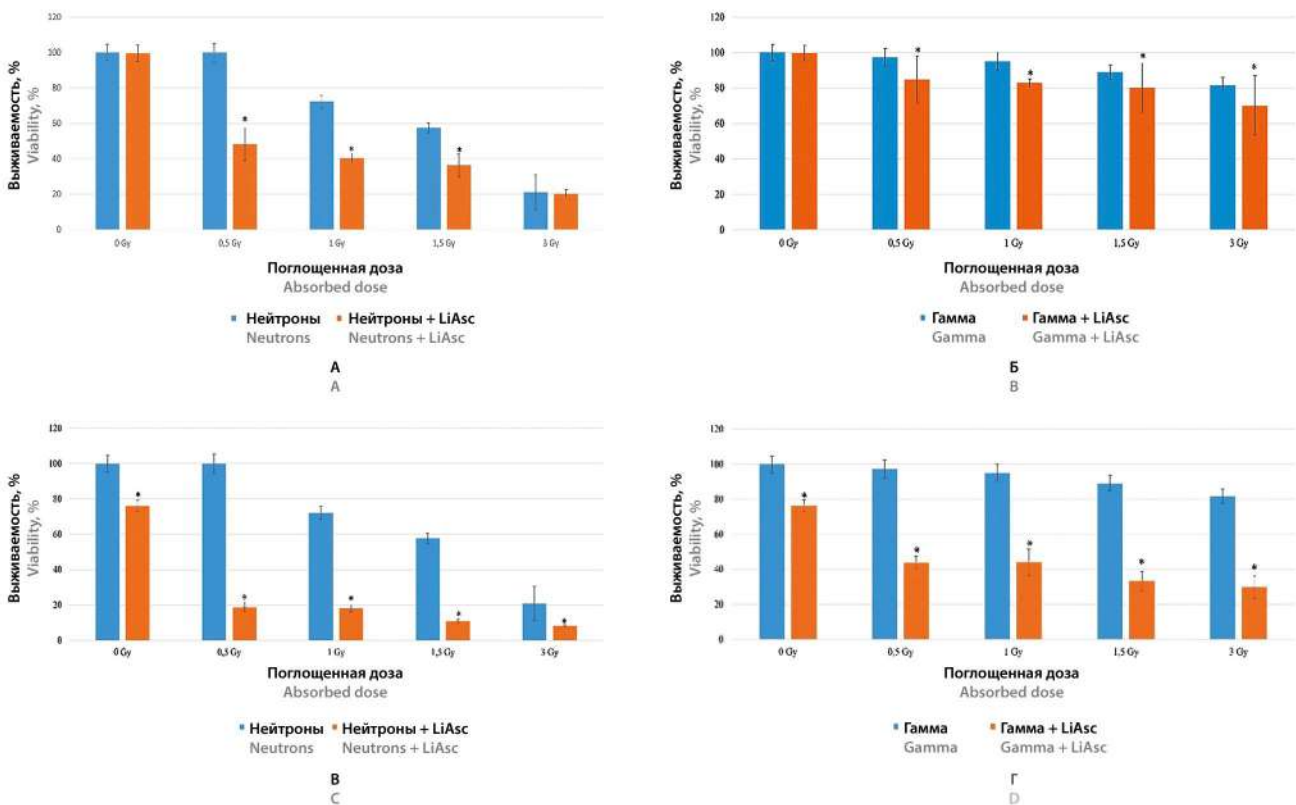 120
100
80
60
40
20
0
Выживаемость, %
Viability, %
*
*
*
0 Gy 0,5 Gy 1 Gy 1,5 Gy 3 Gy
Поглощенная доза
Absorbed dose
Нейтроны Нейтроны + LiAsc
Neutrons Neutrons + LiAsc
А
A
120
100
80
60
40
20
0
Выживаемость, %
Viability, %
*
*
*
*
0 Gy 0,5 Gy 1 Gy 1,5 Gy 3 Gy
Поглощенная доза
Absorbed dose
Гамма Гамма + LiAsc
Gamma Gamma + LiAsc
Б
B
120
100
80
60
40
20
0
Выживаемость, %
Viability, %
*
*
*
*
*
0 Gy 0,5 Gy 1 Gy 1,5 Gy 3 Gy
Поглощенная доза
Absorbed dose
Нейтроны Нейтроны + LiAsc
Neutrons Neutrons + LiAsc
В
C
120
100
80
60
40
20
0
Выживаемость, %
Viability, %
*
*
*
*
*
0 Gy 0,5 Gy 1 Gy 1,5 Gy 3 Gy
Поглощенная доза
Absorbed dose
Гамма Гамма + LiAsc
Gamma Gamma + LiAsc
Г
D